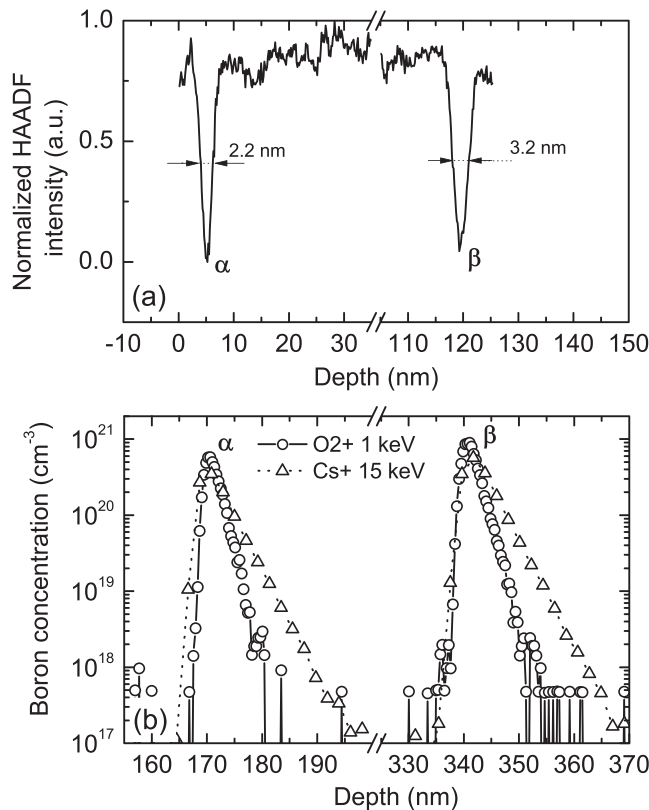 1.0
0.5
0.0
Normalized HAADF
intensity (a.u.)
2.2 nm
3.2 nm
α
β
(a)
-10 0 10 20 30 110 120 130 140 150
Depth (nm)
10²¹
10²⁰
10¹⁹
10¹⁸
10¹⁷
Boron concentration (cm⁻³)
α
β
O2+ 1 keV
Cs+ 15 keV
(b)
160 170 180 190 330 340 350 360 370
Depth (nm)